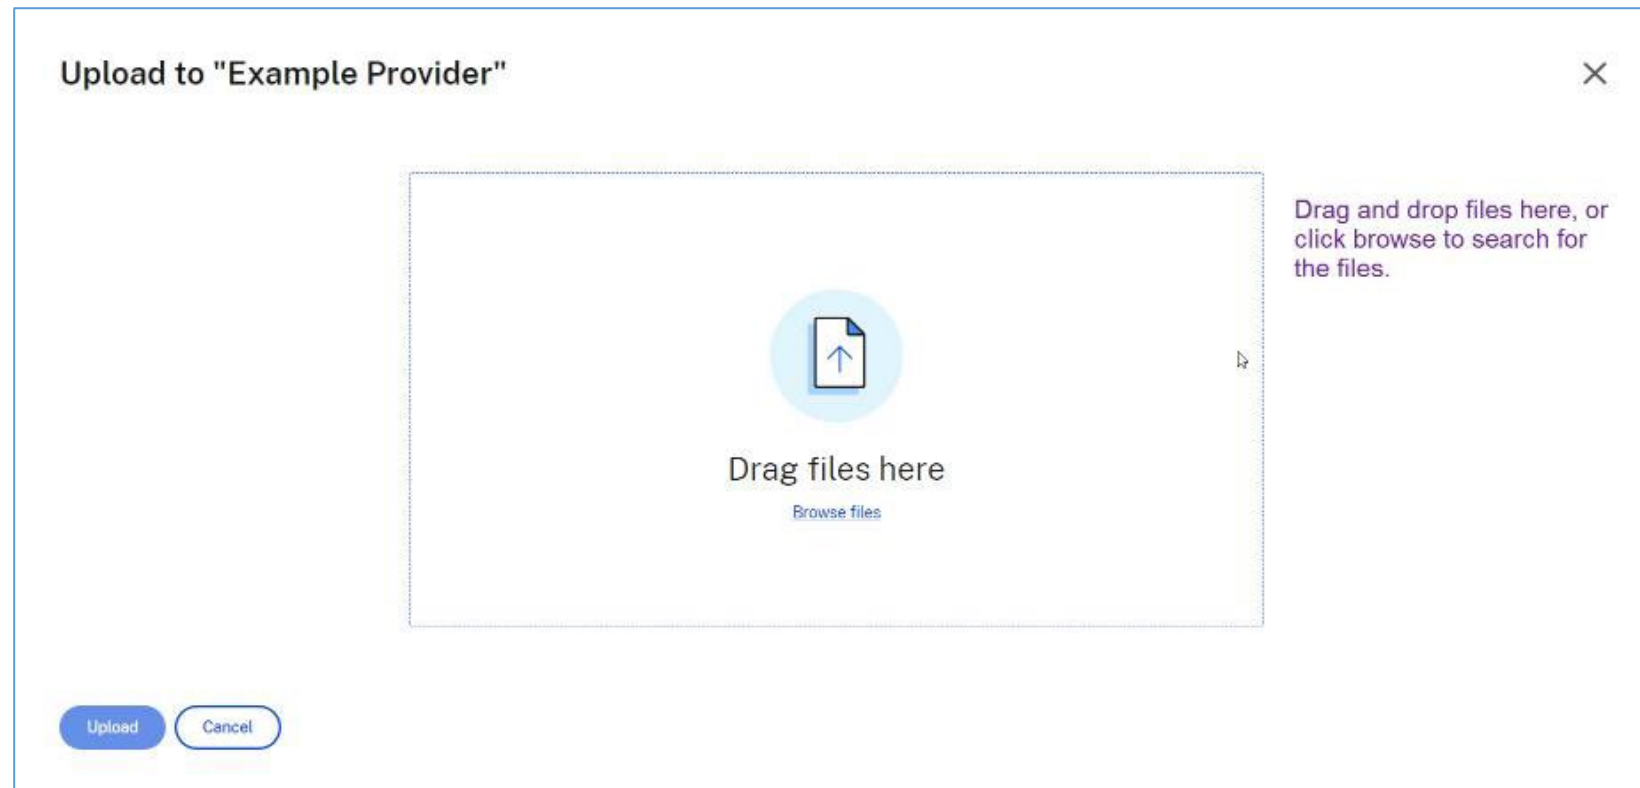 Upload to "Example Provider"
Drag and drop files here, or
click browse to search for
the files.
Drag files here
Browse files
Upload
Cancel